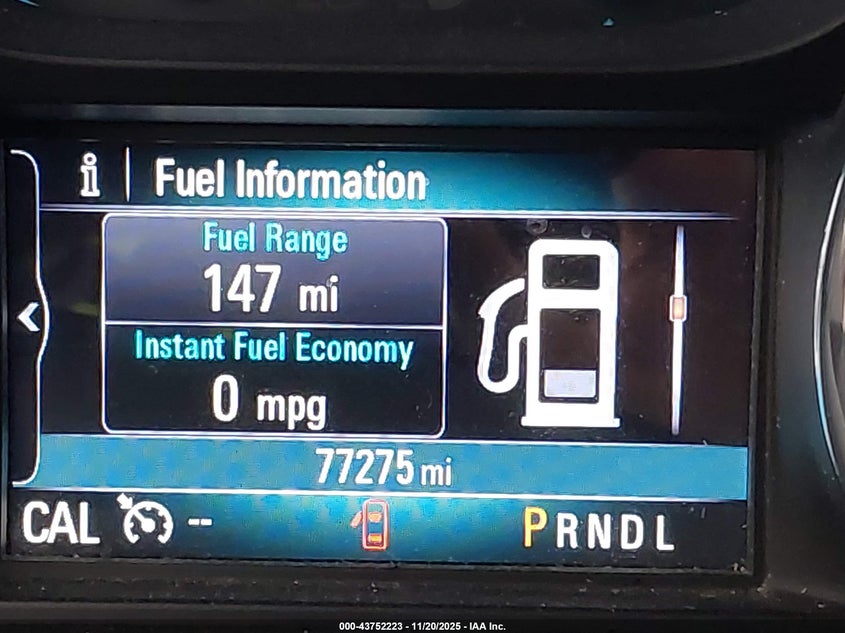 i Fuel Information
Fuel Range
147 mi
Instant Fuel Economy
0 mpg
77275 mi
CAL -- PRNDL
000-43752223 - 11/20/2025 - IAA Inc.